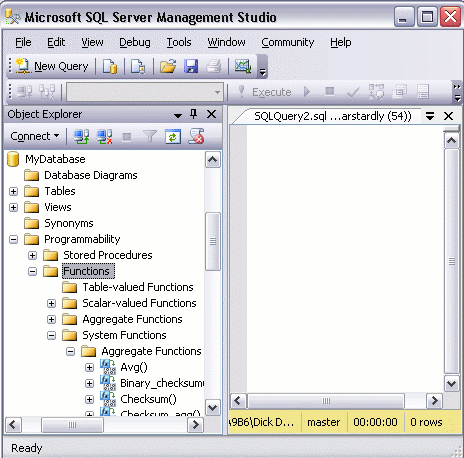 Microsoft SQL Server Management Studio
File Edit View Debug Tools Window Community Help
New Query
Execute
Object Explorer
SQLQuery2.sql ...arstardly (54))
Connect
MyDatabase
Database Diagrams
Tables
Views
Synonyms
Programmability
Stored Procedures
Functions
Table-valued Functions
Scalar-valued Functions
Aggregate Functions
System Functions
Aggregate Functions
Avg()
Binary_checksum(
Checksum()
Checksum_agg()
\A9B6\Dick D... master 00:00:00 0 rows
Ready